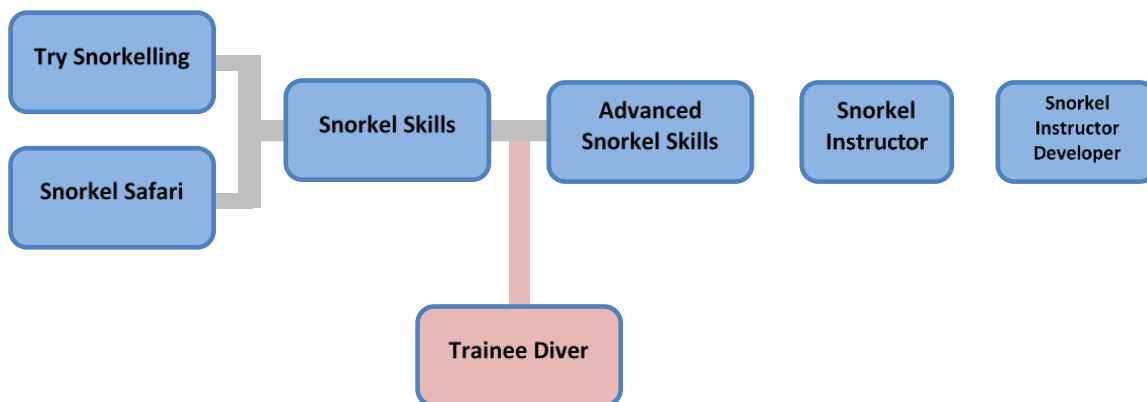 Try Snorkelling
Snorkel Safari
Snorkel Skills
Advanced
Snorkel Skills
Snorkel
Instructor
Snorkel
Instructor
Developer
Trainee Diver